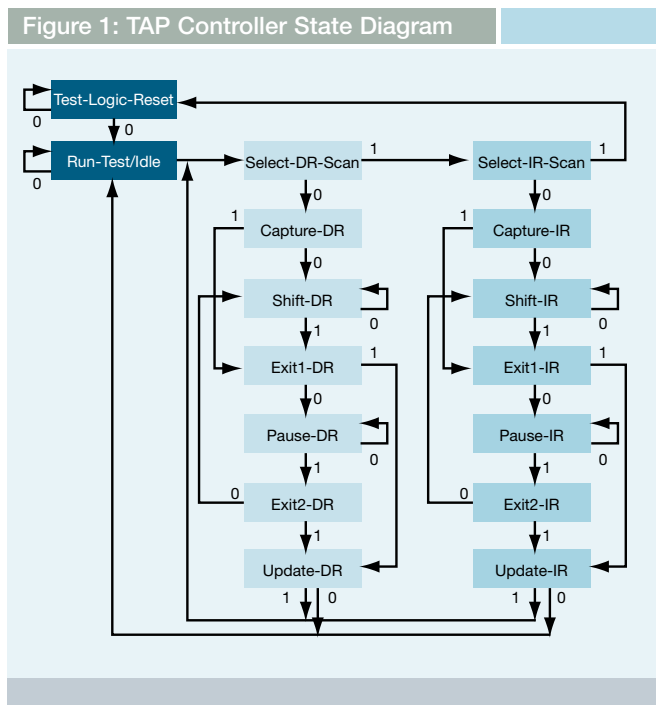 Figure 1: TAP Controller State Diagram
Test-Logic-Reset
0
0
Run-Test/Idle
0
Select-DR-Scan
1
Select-IR-Scan
1
0
0
1
Capture-DR
1
Capture-IR
0
0
Shift-DR
0
Shift-IR
0
1
1
Exit1-DR
1
Exit1-IR
1
0
0
Pause-DR
0
Pause-IR
0
1
1
0
Exit2-DR
0
Exit2-IR
1
1
Update-DR
Update-IR
1
0
1
0